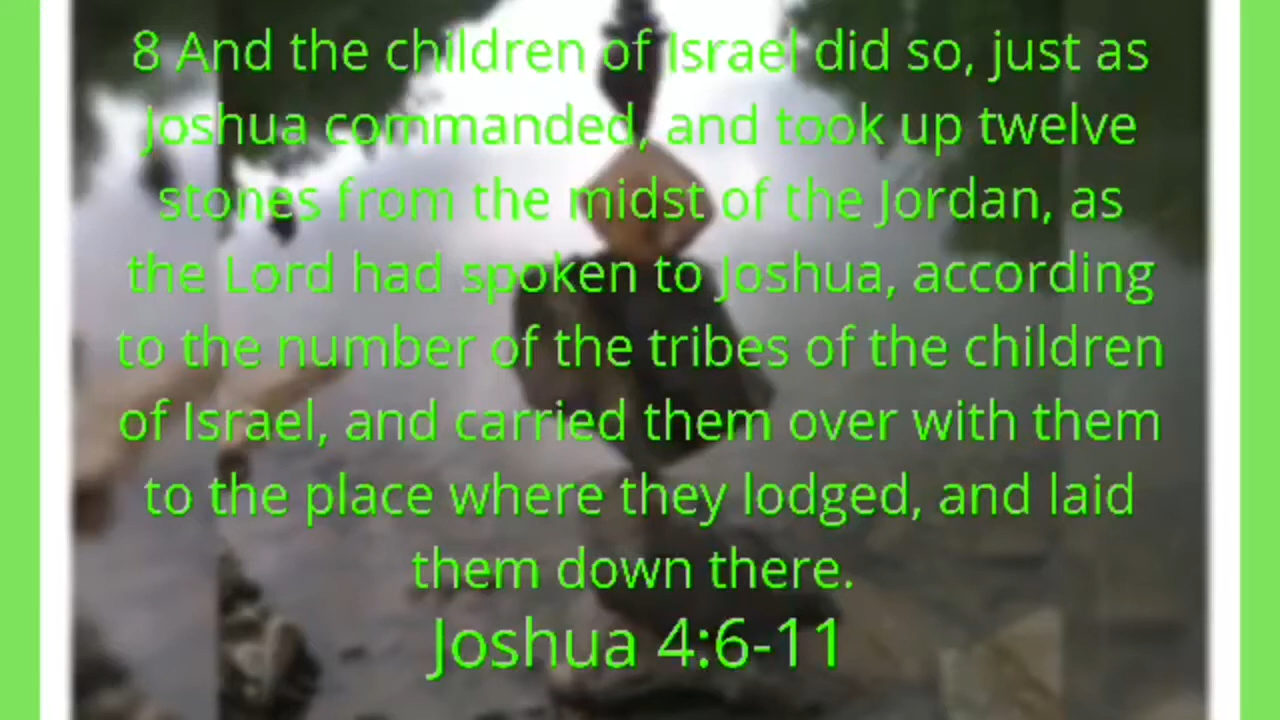 8 And the children of Israel did so, just as
Joshua commanded, and took up twelve
stones from the midst of the Jordan, as
the Lord had spoken to Joshua, according
to the number of the tribes of the children
of Israel, and carried them over with them
to the place where they lodged, and laid
them down there.
Joshua 4:6-11